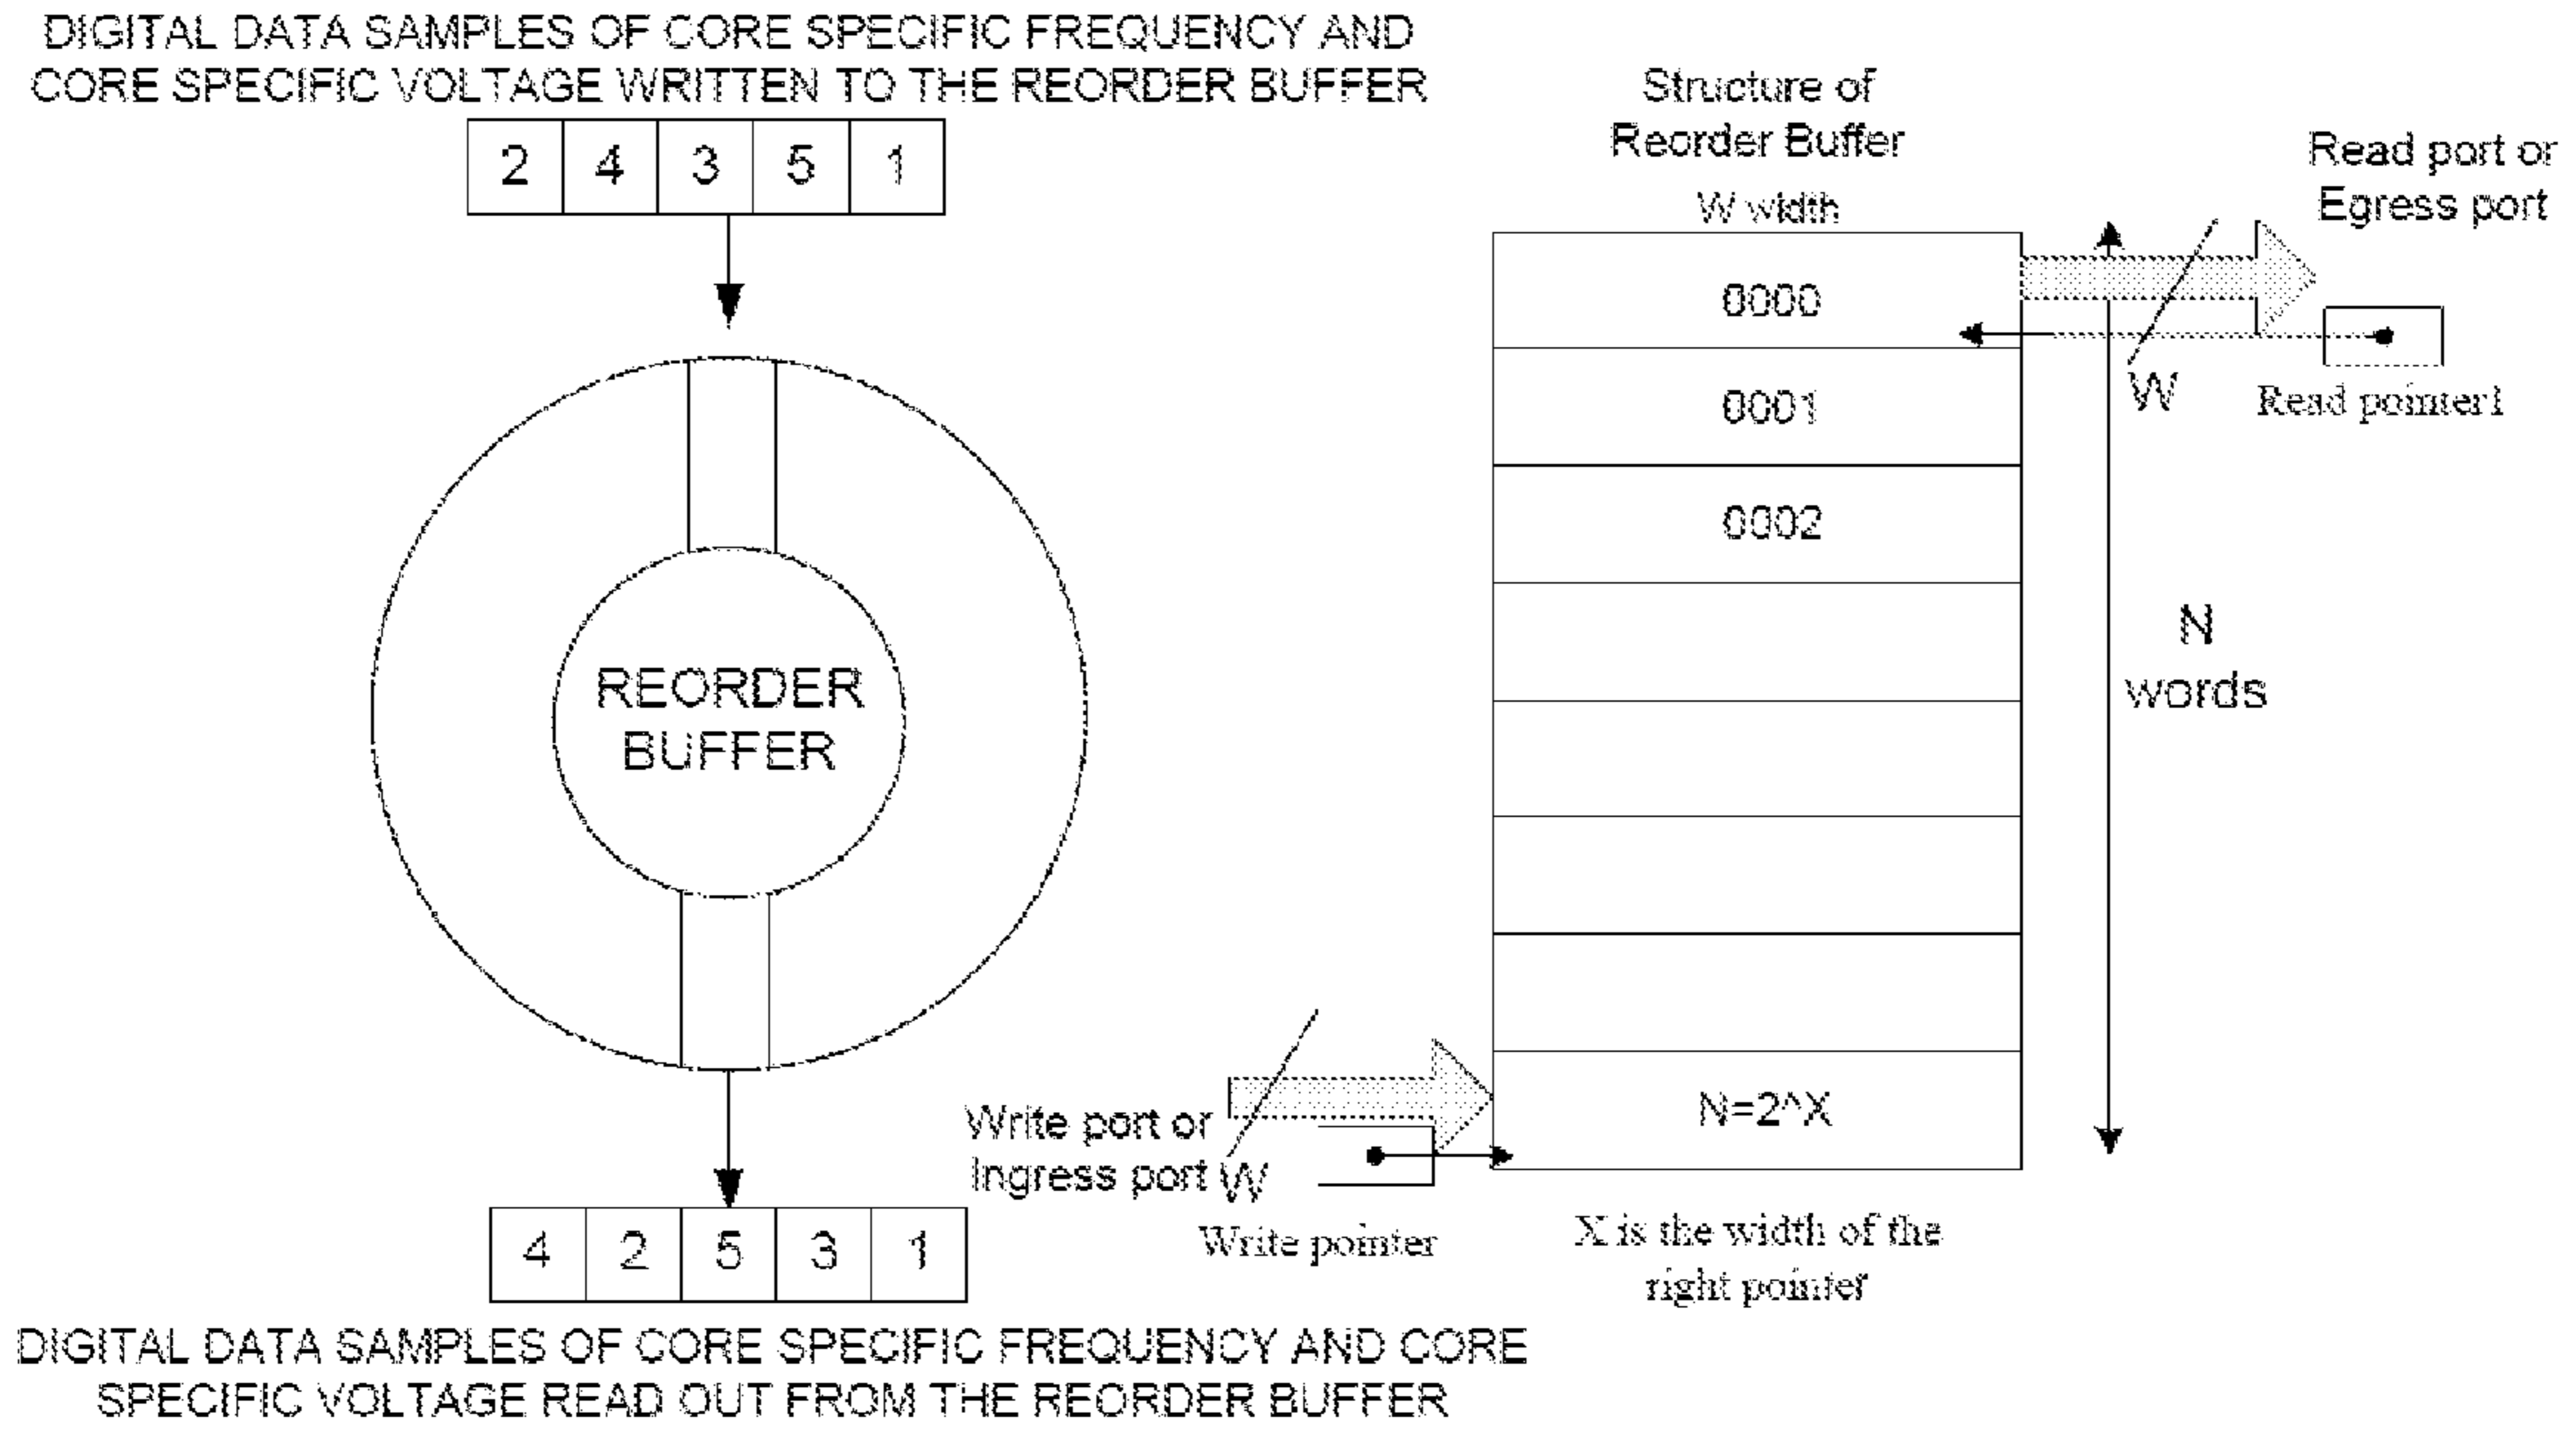 DIGITAL DATA SAMPLES OF CORE SPECIFIC FREQUENCY AND
CORE SPECIFIC VOLTAGE WRITTEN TO THE REORDER BUFFER
2 4 3 5 1
REORDER
BUFFER
4 2 5 3 1
DIGITAL DATA SAMPLES OF CORE SPECIFIC FREQUENCY AND CORE
SPECIFIC VOLTAGE READ OUT FROM THE REORDER BUFFER
Structure of
Reorder Buffer
W width
0000
0001
0002
N=2^X
Read port or
Egress port
W
Read pointer1
N
words
Write port or
Ingress port
W
Write pointer
X is the width of the
right pointer